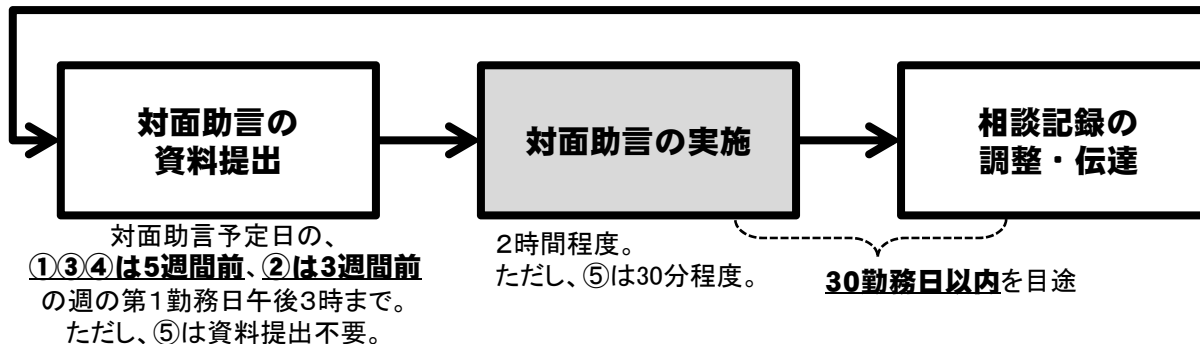 対面助言の
資料提出
対面助言の実施
相談記録の
調整・伝達
対面助言予定日の、
①③④は5週間前、②は3週間前
の週の第1勤務日午後3時まで。
ただし、⑤は資料提出不要。
2時間程度。
ただし、⑤は30分程度。
30勤務日以内を目途